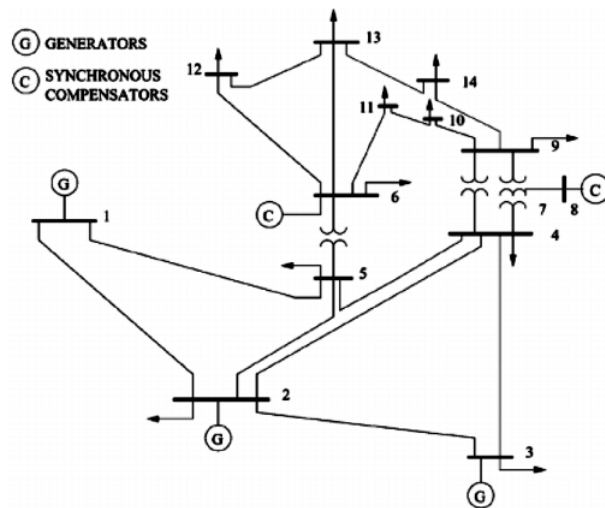 G GENERATORS
C SYNCHRONOUS
COMPENSATORS
13
12
14
11
10
9
G
C
6
7
8
C
1
4
5
2
G
3
G